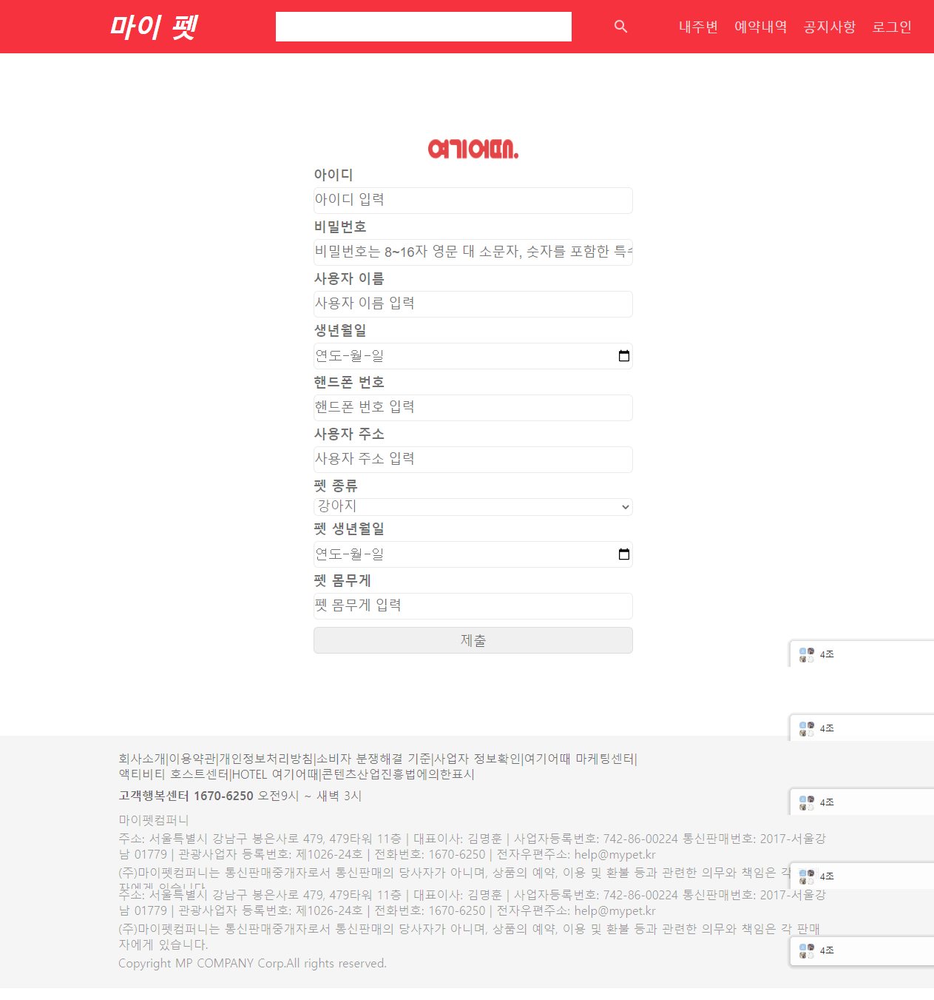 마이 펫
내주변 예약내역 공지사항 로그인
여기어때.
아이디
아이디 입력
비밀번호
비밀번호는 8~16자 영문 대 소문자, 숫자를 포함한 특수
사용자 이름
사용자 이름 입력
생년월일
연도-월-일
핸드폰 번호
핸드폰 번호 입력
사용자 주소
사용자 주소 입력
펫 종류
강아지
펫 생년월일
연도-월-일
펫 몸무게
펫 몸무게 입력
제출
4조
4조
회사소개|이용약관|개인정보처리방침|소비자 분쟁해결 기준|사업자 정보확인|여기어때 마케팅센터|
액티비티 호스트센터|HOTEL 여기어때|콘텐츠산업진흥법에의한표시
고객행복센터 1670-6250 오전9시 ~ 새벽 3시
4조
마이펫컴퍼니
주소: 서울특별시 강남구 봉은사로 479, 479타워 11층 | 대표이사: 김명훈 | 사업자등록번호: 742-86-00224 통신판매번호: 2017-서울강
남 01779 | 관광사업자 등록번호: 제1026-24호 | 전화번호: 1670-6250 | 전자우편주소: help@mypet.kr
(주)마이펫컴퍼니는 통신판매중개자로서 통신판매의 당사자가 아니며, 상품의 예약, 이용 및 환불 등과 관련한 의무와 책임은 각
4조
자에게 있습니다
주소: 서울특별시 강남구 봉은사로 479, 479타워 11층 | 대표이사: 김명훈 | 사업자등록번호: 742-86-00224 통신판매번호: 2017-서울강
남 01779 | 관광사업자 등록번호: 제1026-24호 | 전화번호: 1670-6250 | 전자우편주소: help@mypet.kr
(주)마이펫컴퍼니는 통신판매중개자로서 통신판매의 당사자가 아니며, 상품의 예약, 이용 및 환불 등과 관련한 의무와 책임은 각 판매
자에게 있습니다.
4조
Copyright MP COMPANY Corp.All rights reserved.